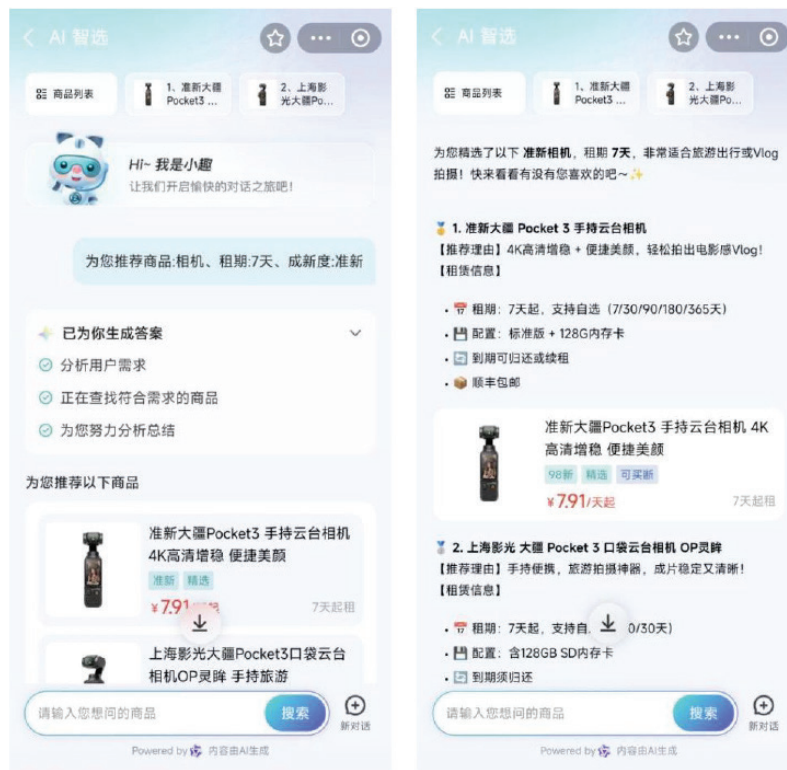 AI 智选
商品列表
1、准新大疆
Pocket3 ...
2、上海影
光大疆Po...
Hi~ 我是小趣
让我们开启愉快的对话之旅吧！
为您推荐商品:相机、租期:7天、成新度:准新
已为你生成答案
分析用户需求
正在查找符合需求的商品
为您努力分析总结
为您推荐以下商品
准新大疆Pocket3 手持云台相机
4K高清增稳 便捷美颜
准新 精选
¥7.91
起
7天起租
上海影光大疆Pocket3口袋云台
相机OP灵眸 手持旅游
请输入您想问的商品
搜索
新对话
Powered by 内容由AI生成
AI 智选
商品列表
1、准新大疆
Pocket3 ...
2、上海影
光大疆Po...
为您精选了以下 准新相机，租期 7天，非常适合旅游出行或Vlog
拍摄！快来看看有没有您喜欢的吧～✨
🥇 1. 准新大疆 Pocket 3 手持云台相机
【推荐理由】4K高清增稳 + 便捷美颜，轻松拍出电影感Vlog！
【租赁信息】
• 📅 租期：7天起，支持自选（7/30/90/180/365天）
• 💾 配置：标准版 + 128G内存卡
• 🔄 到期可归还或续租
• 📦 顺丰包邮
准新大疆Pocket3 手持云台相机 4K
高清增稳 便捷美颜
98新 精选 可买断
¥7.91/天起
7天起租
🥈 2. 上海影光 大疆 Pocket 3 口袋云台相机 OP灵眸
【推荐理由】手持便携，旅游拍摄神器，成片稳定又清晰！
【租赁信息】
• 📅 租期：7天起，支持自 0/30天）
• 💾 配置：含128GB SD内存卡
• 🔄 到期须归还
请输入您想问的商品
搜索
新对话
Powered by 内容由AI生成